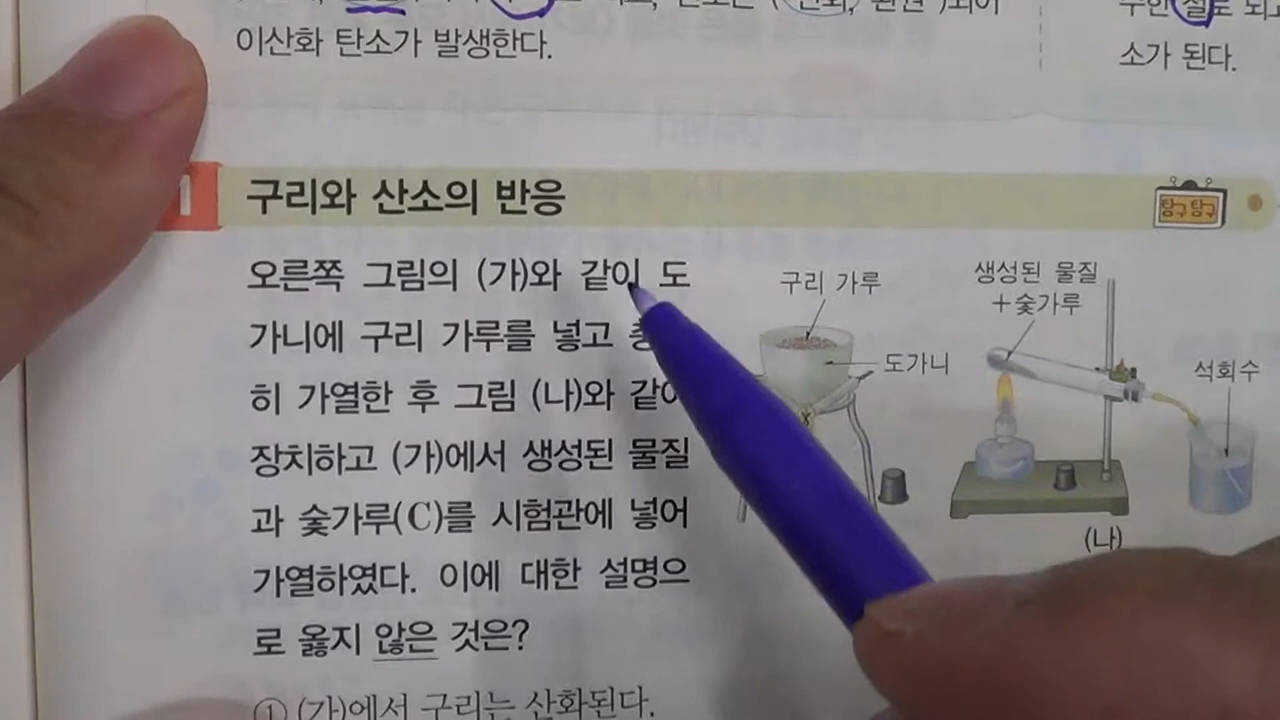 이산화 탄소가 발생한다.
소가 된다.
1 구리와 산소의 반응
탐구탐구
오른쪽 그림의 (가)와 같이 도
가니에 구리 가루를 넣고
히 가열한 후 그림 (나)와
장치하고 (가)에서 생성된 물질
과 숯가루(C)를 시험관에 넣어
가열하였다. 이에 대한 설명으
로 옳지 않은 것은?
① (가)에서 구리는 산화된다.
구리 가루
도가니
생성된 물질
+숯가루
석회수
(나)